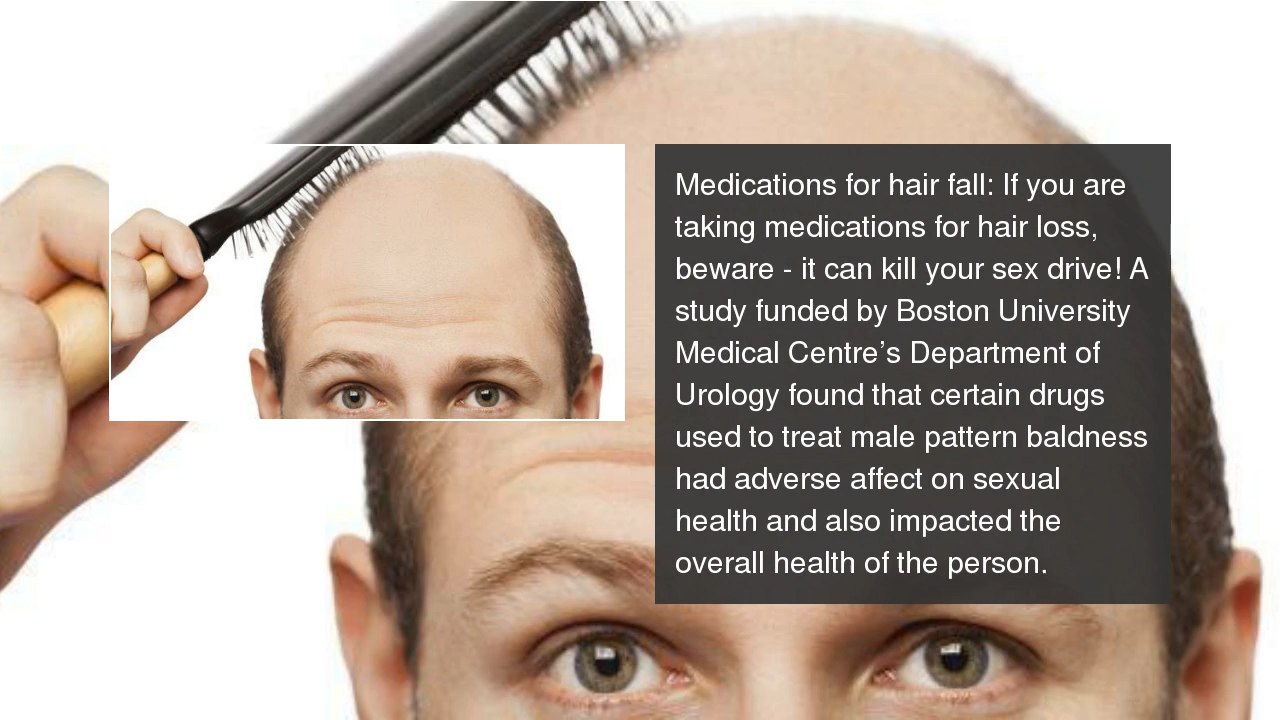 Medications for hair fall: If you are
taking medications for hair loss,
beware - it can kill your sex drive! A
study funded by Boston University
Medical Centre’s Department of
Urology found that certain drugs
used to treat male pattern baldness
had adverse affect on sexual
health and also impacted the
overall health of the person.